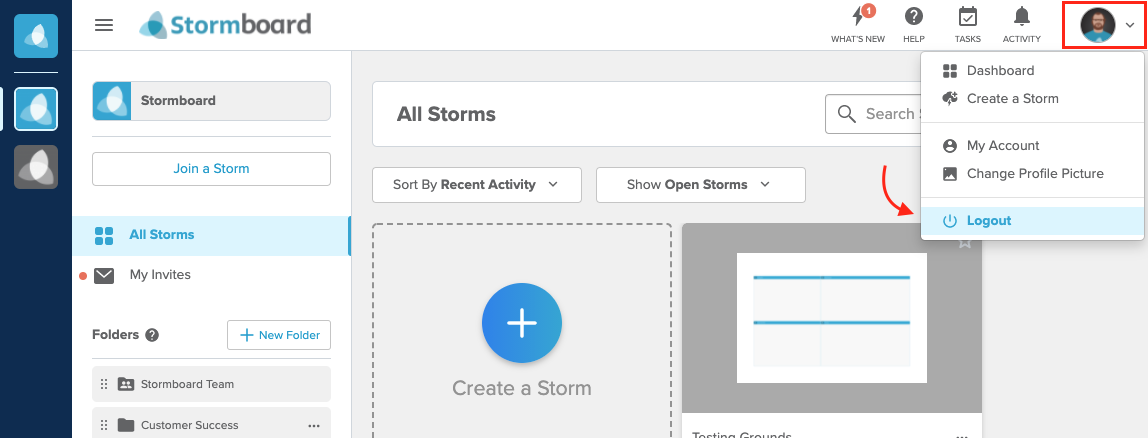 Stormboard
1
WHAT'S NEW
HELP
TASKS
ACTIVITY
Dashboard
Create a Storm
My Account
Change Profile Picture
Logout
Stormboard
Join a Storm
All Storms
My Invites
Folders
New Folder
Stormboard Team
Customer Success
All Storms
Search
Sort By Recent Activity
Show Open Storms
Create a Storm
Testing Grounds